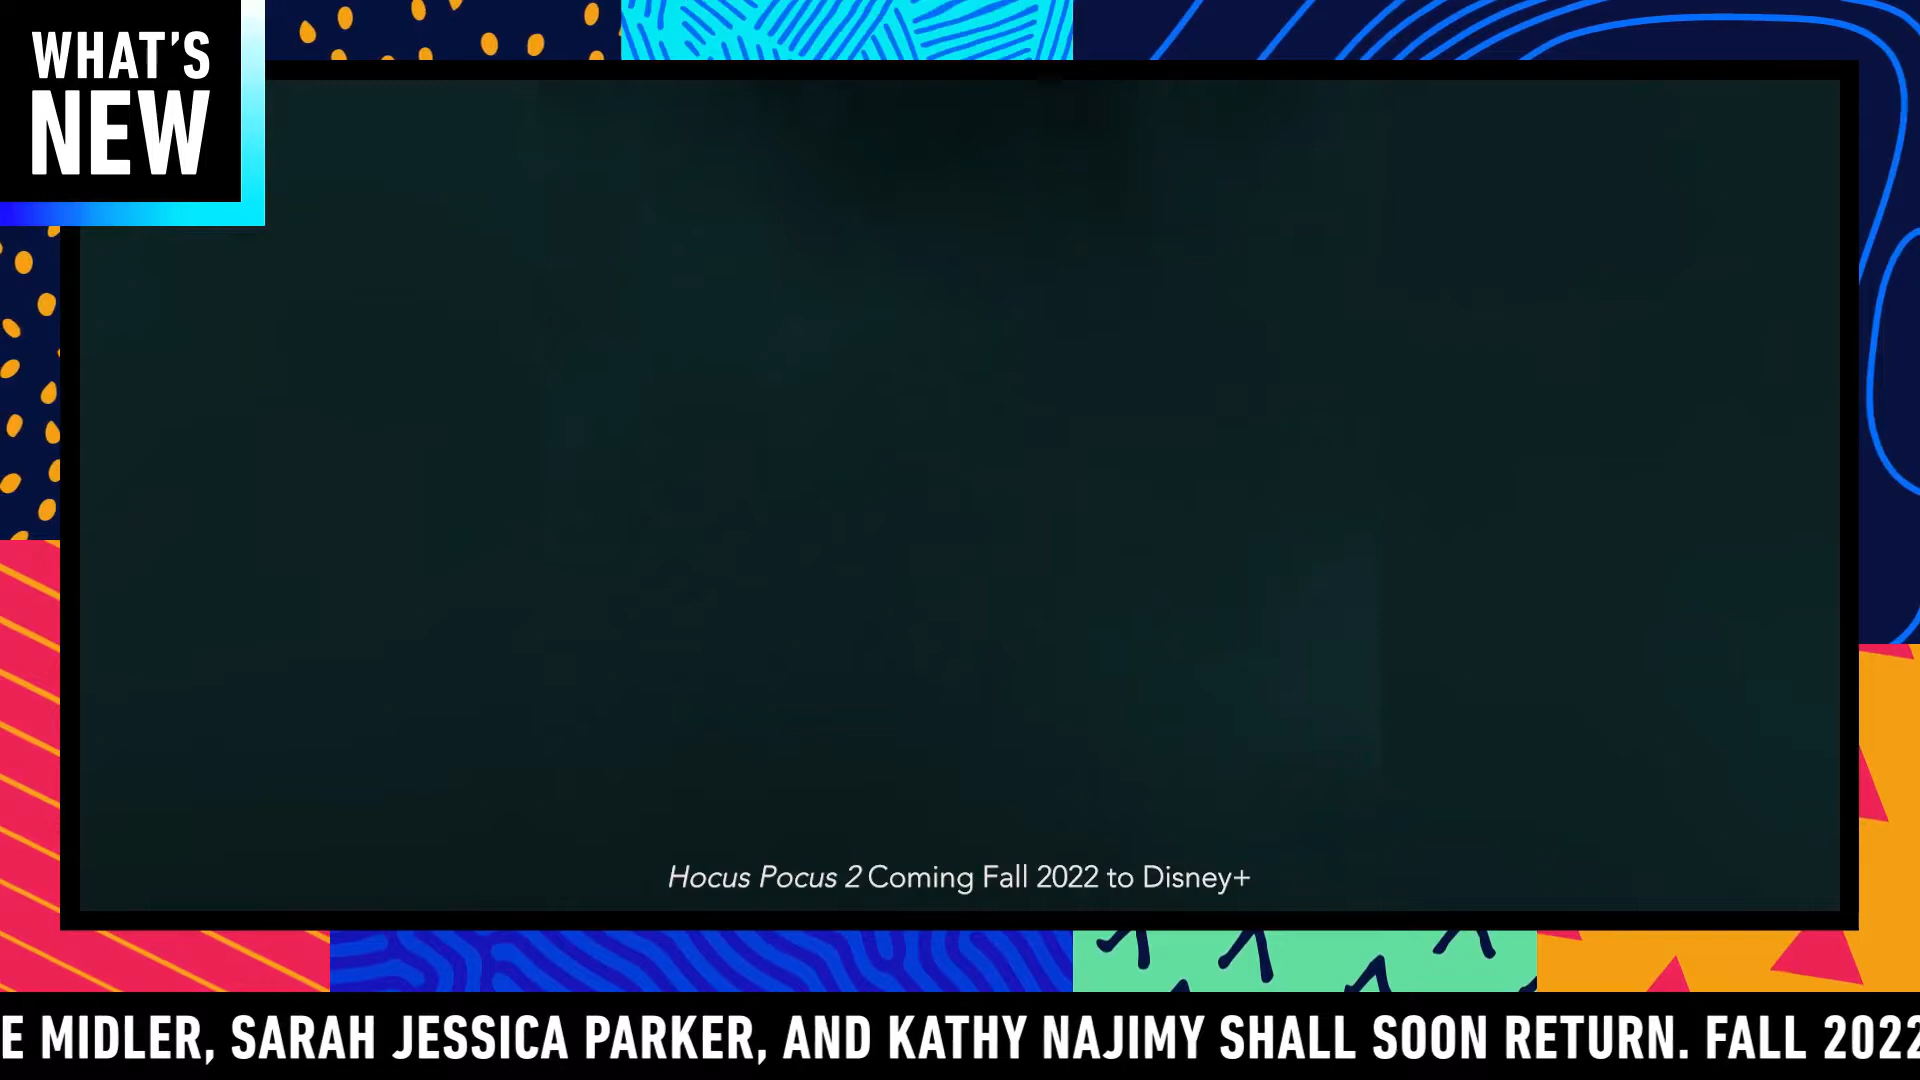 WHAT'S
NEW
Hocus Pocus 2 Coming Fall 2022 to Disney+
E MIDLER, SARAH JESSICA PARKER, AND KATHY NAJIMY SHALL SOON RETURN. FALL 2022